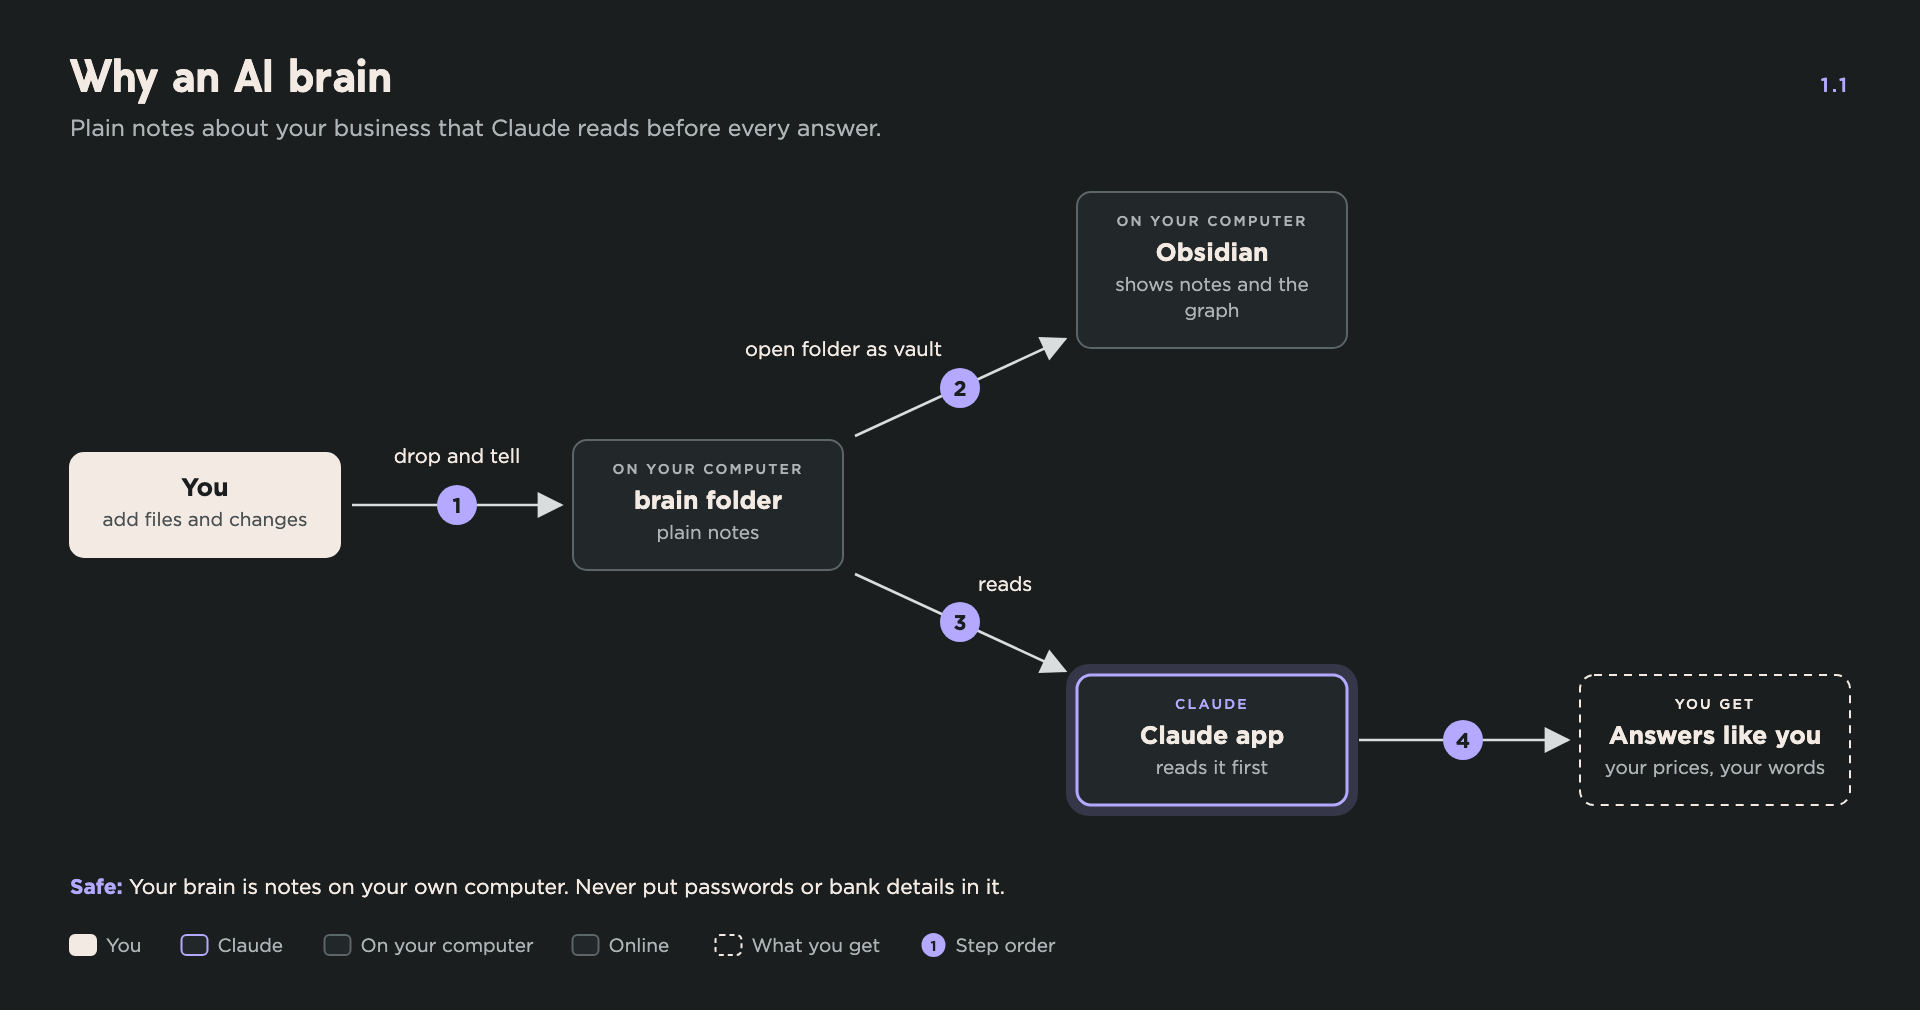 Why an AI brain
1.1
Plain notes about your business that Claude reads before every answer.
ON YOUR COMPUTER
Obsidian
shows notes and the
graph
open folder as vault
2
drop and tell
You
add files and changes
1
ON YOUR COMPUTER
brain folder
plain notes
reads
3
CLAUDE
Claude app
reads it first
4
YOU GET
Answers like you
your prices, your words
Safe: Your brain is notes on your own computer. Never put passwords or bank details in it.
You
Claude
On your computer
Online
What you get
1 Step order